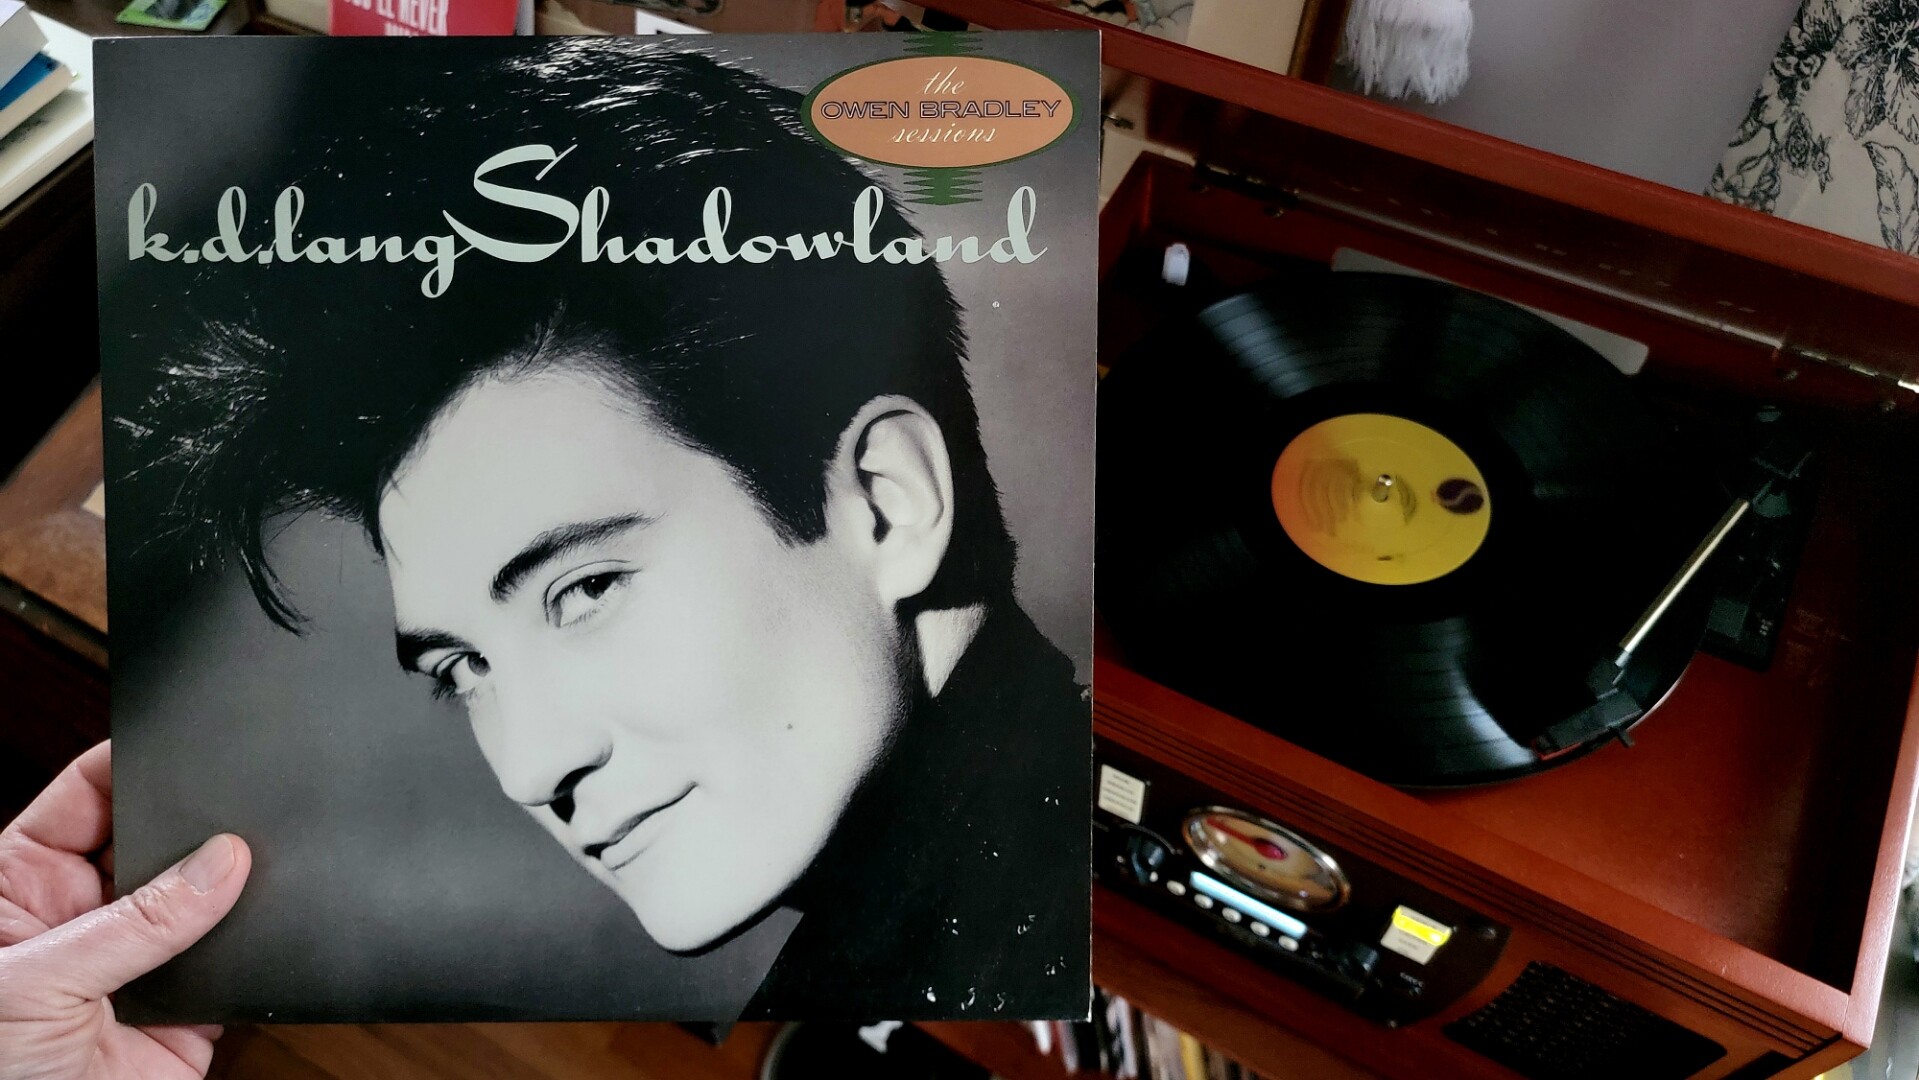 the
OWEN BRADLEY
sessions
k.d.lang Shadowland